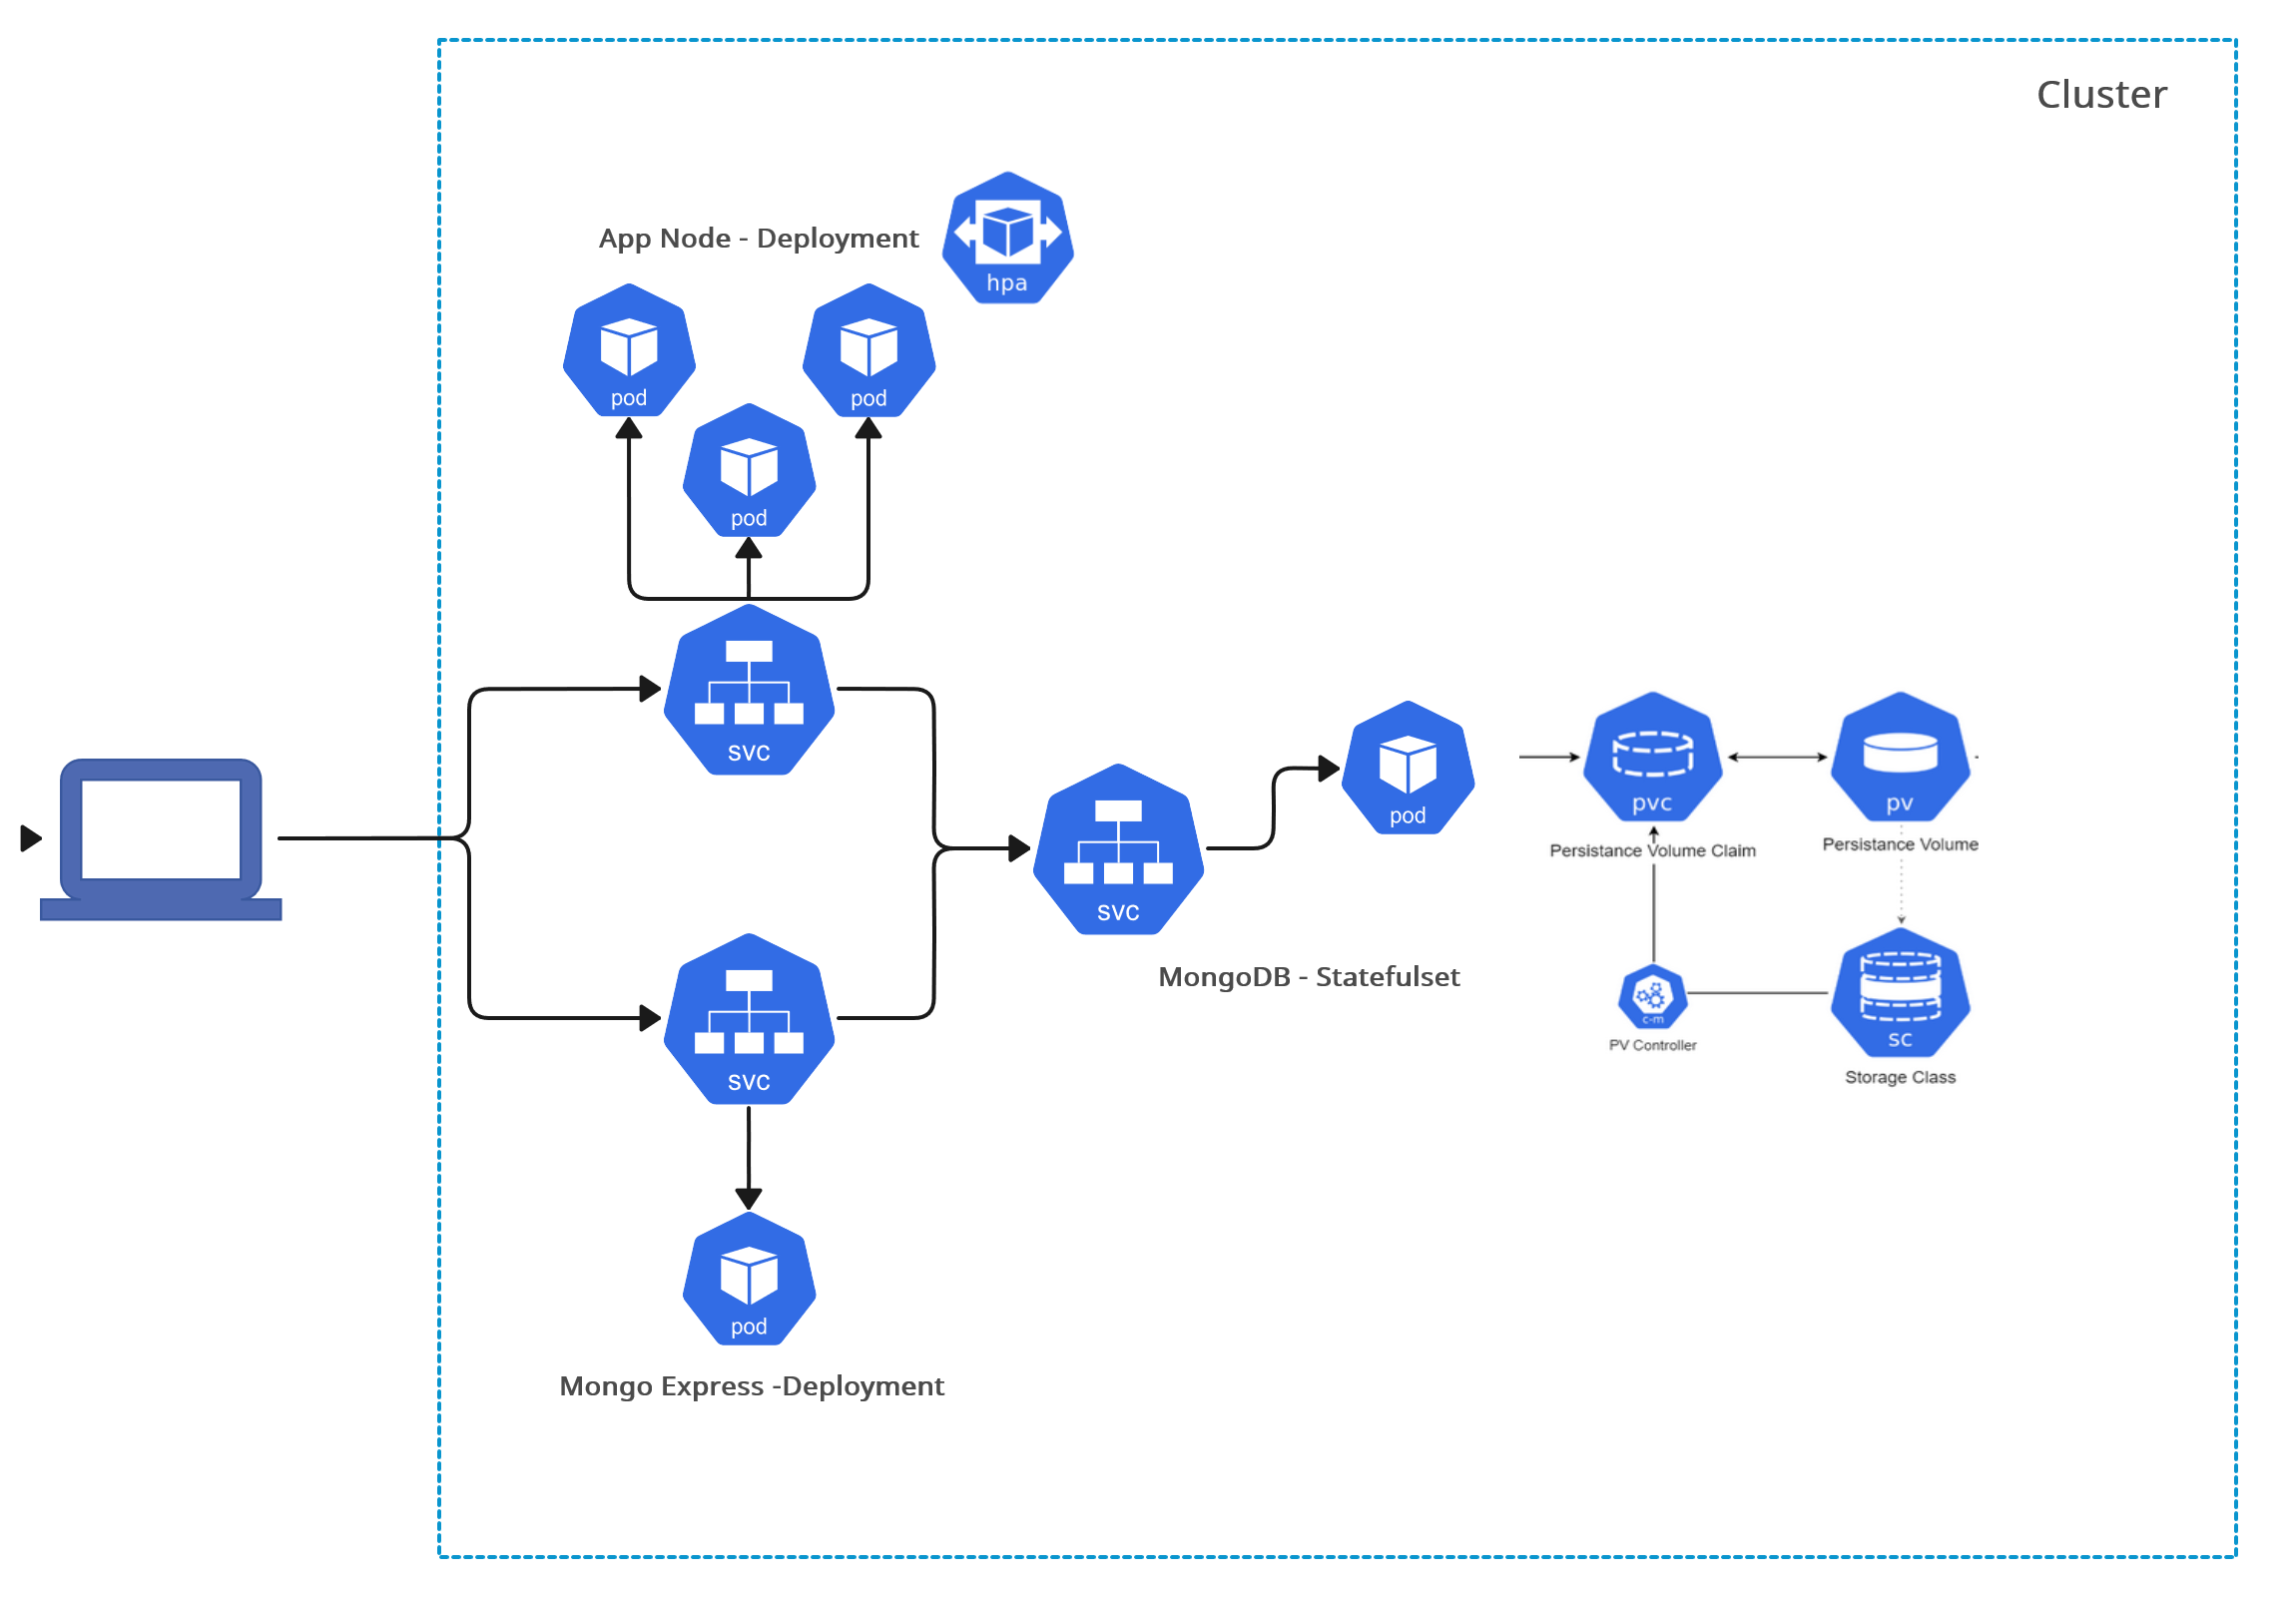 Cluster
App Node - Deployment
hpa
pod
pod
pod
svc
pod
pvc
pv
Persistance Volume Claim
Persistance Volume
svc
MongoDB - Statefulset
c-m
PV Controller
sc
Storage Class
svc
pod
Mongo Express -Deployment